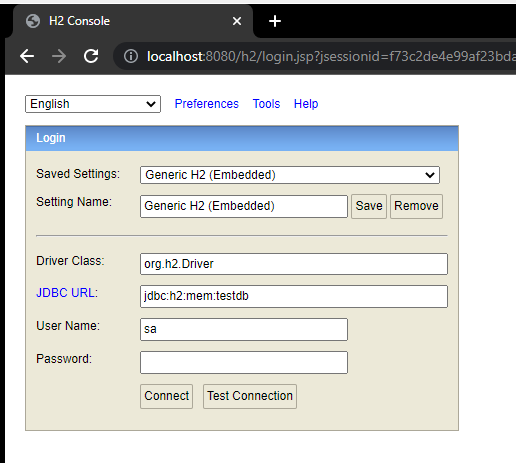 H2 Console
localhost:8080/h2/login.jsp?jsessionid=f73c2de4e99af23bda
English Preferences Tools Help
Login
Saved Settings: Generic H2 (Embedded)
Setting Name: Generic H2 (Embedded) Save Remove
Driver Class: org.h2.Driver
JDBC URL: jdbc:h2:mem:testdb
User Name: sa
Password:
Connect Test Connection